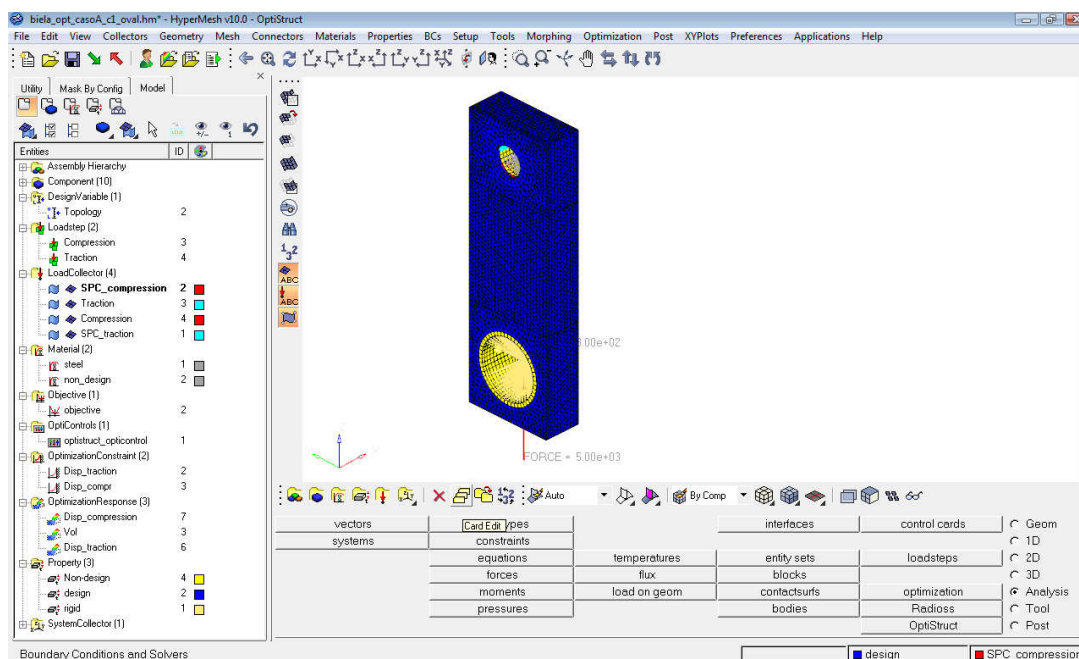 biela_opt_casoA_c1_oval.hm* - HyperMesh v10.0 - OptiStruct
File Edit View Collectors Geometry Mesh Connectors Materials Properties BCs Setup Tools Morphing Optimization Post XYPlots Preferences Applications Help
Utility Mask By Config Model
Entities ID
Assembly Hierarchy
Component (10)
DesignVariable (1)
Topology 2
Loadstep (2)
Compression 3
Traction 4
LoadCollector (4)
SPC_compression 2
Traction 3
Compression 4
SPC_traction 1
Material (2)
steel 1
non_design 2
Objective (1)
objective 2
OptiControls (1)
optistruct_opticontrol 1
OptimizationConstraint (2)
Disp_traction 2
Disp_compr 3
OptimizationResponse (3)
Disp_compression 7
Vol 3
Disp_traction 6
Property (3)
Non-design 4
design 2
rigid 1
SystemCollector (1)
1 2 3
ABC
ABC
.00e+02
FORCE = 5.00e+03
Auto By Comp
vectors Card Edit ypes interfaces control cards Geom
systems constraints 1D
equations temperatures entity sets loadsteps 2D
forces flux blocks 3D
moments load on geom contactsurfs optimization Analysis
pressures bodies Radioss Tool
OptiStruct Post
Boundary Conditions and Solvers design SPC_compression